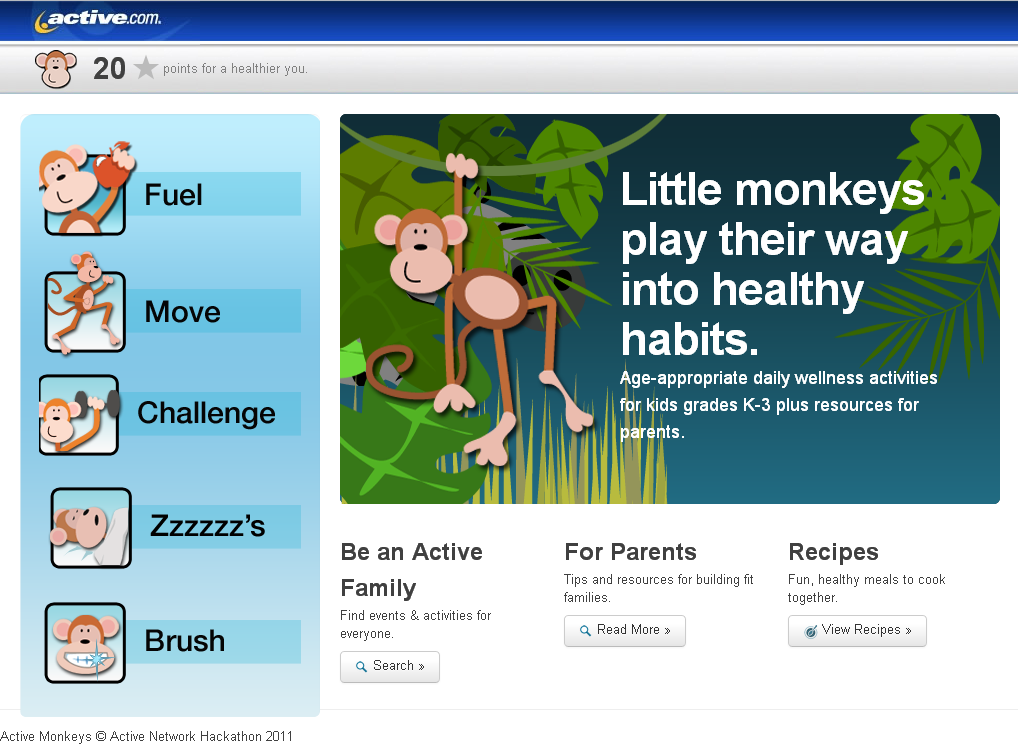 active.com
20 points for a healthier you.
Fuel
Move
Challenge
Zzzzzz's
Brush
Little monkeys
play their way
into healthy
habits.
Age-appropriate daily wellness activities
for kids grades K-3 plus resources for
parents.
Be an Active
Family
Find events & activities for
everyone.
Search »
For Parents
Tips and resources for building fit
families.
Read More »
Recipes
Fun, healthy meals to cook
together.
View Recipes »
Active Monkeys © Active Network Hackathon 2011